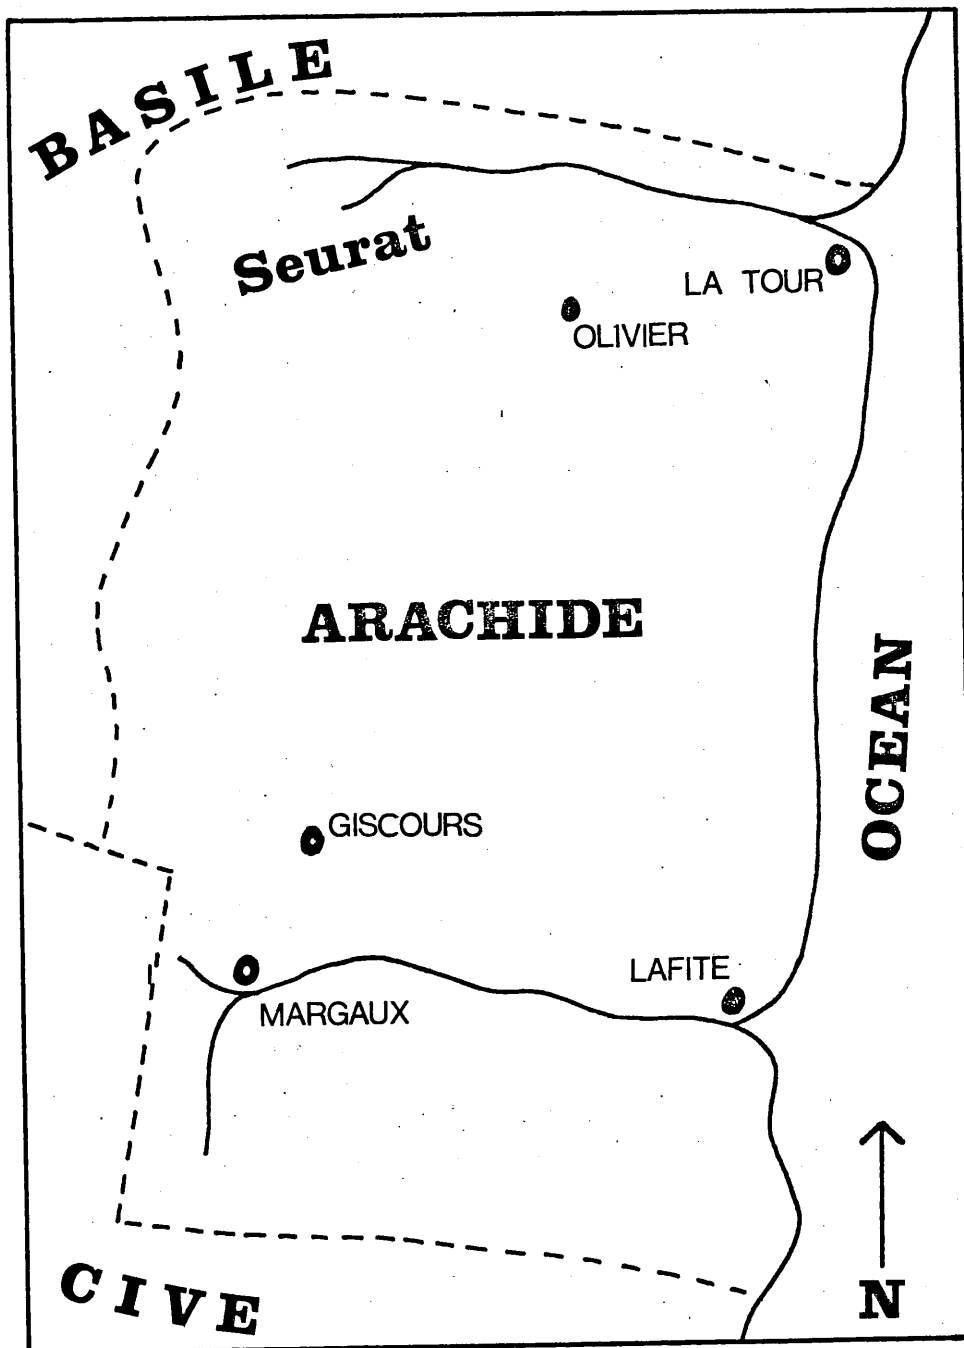 BASILE
Seurat
LA TOUR
OLIVIER
ARACHIDE
OCEAN
GISCOURS
LAFITE
MARGAUX
N
CIVE